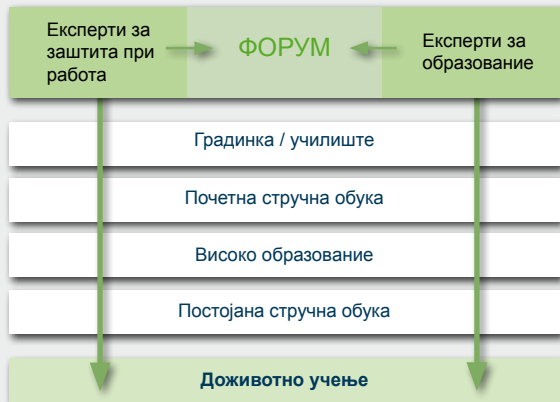 Експерти за
заштита при
работа
ФОРУМ
Експерти за
образование
Градинка / училиште
Почетна стручна обука
Високо образование
Постојана стручна обука
Доживотно учење